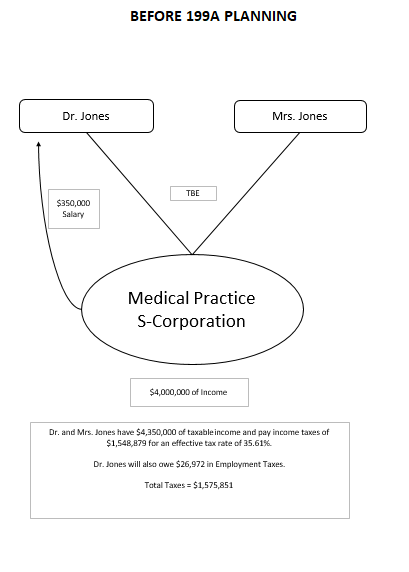 BEFORE 199A PLANNING
Dr. Jones
Mrs. Jones
TBE
$350,000
Salary
Medical Practice
S-Corporation
$4,000,000 of Income
Dr. and Mrs. Jones have $4,350,000 of taxable income and pay income taxes of
$1,548,879 for an effective tax rate of 35.61%.
Dr. Jones will also owe $26,972 in Employment Taxes.
Total Taxes = $1,575,851